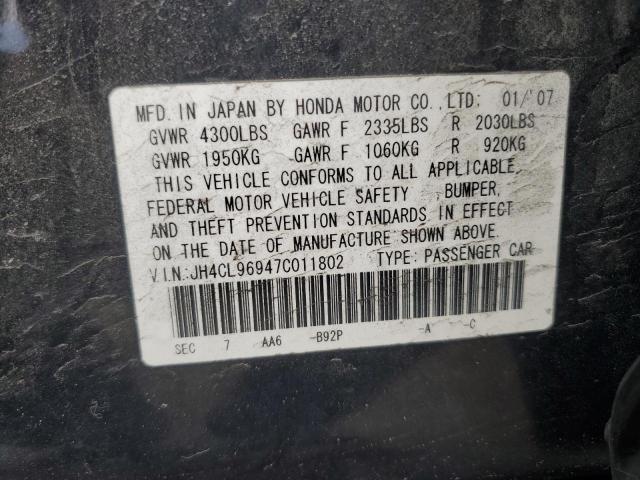 MFD. IN JAPAN BY HONDA MOTOR CO.,LTD: 01/'07
GVWR 4300LBS GAWR F 2335LBS R 2030LBS
GVWR 1950KG GAWR F 1060KG R 920KG
THIS VEHICLE CONFORMS TO ALL APPLICABLE
FEDERAL MOTOR VEHICLE SAFETY , BUMPER,
AND THEFT PREVENTION STANDARDS IN EFFECT
ON THE DATE OF MANUFACTURE SHOWN ABOVE.
VIN:JH4CL96947C011802 TYPE: PASSENGER CAR
SEC 7 AA6 -B92P -A -C